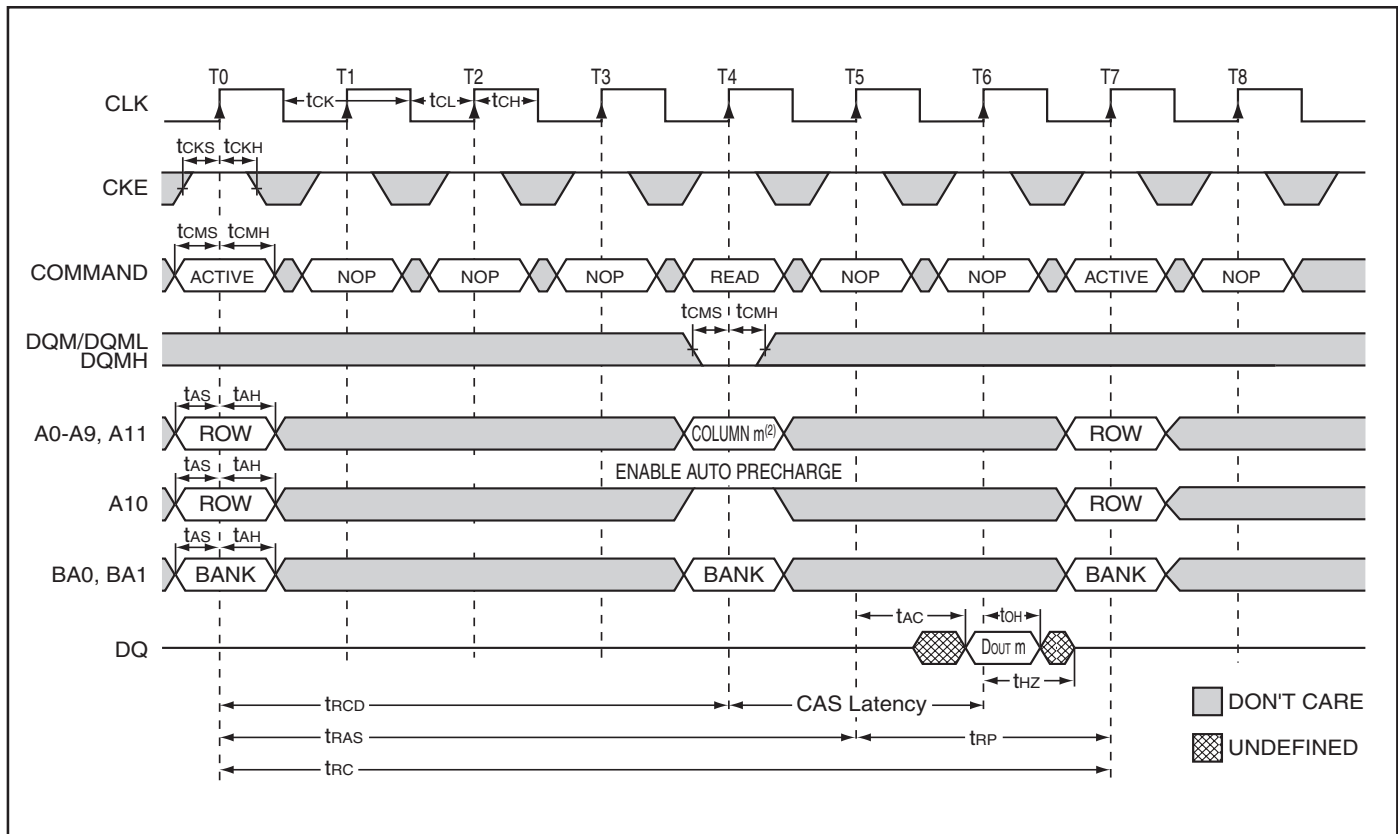 T0 T1 T2 T3 T4 T5 T6 T7 T8
CLK tCK tCL tCH
tCKS tCKH
CKE
tCMS tCMH
COMMAND ACTIVE NOP NOP NOP READ NOP NOP ACTIVE NOP
tCMS tCMH
DQM/DQML
DQMH
tAS tAH
A0-A9, A11 ROW COLUMN m(2) ROW
tAS tAH ENABLE AUTO PRECHARGE
A10 ROW ROW
tAS tAH
BA0, BA1 BANK BANK BANK
tAC tOH
DQ DOUT m
tHZ
tRCD CAS Latency DON'T CARE
tRAS tRP UNDEFINED
tRC